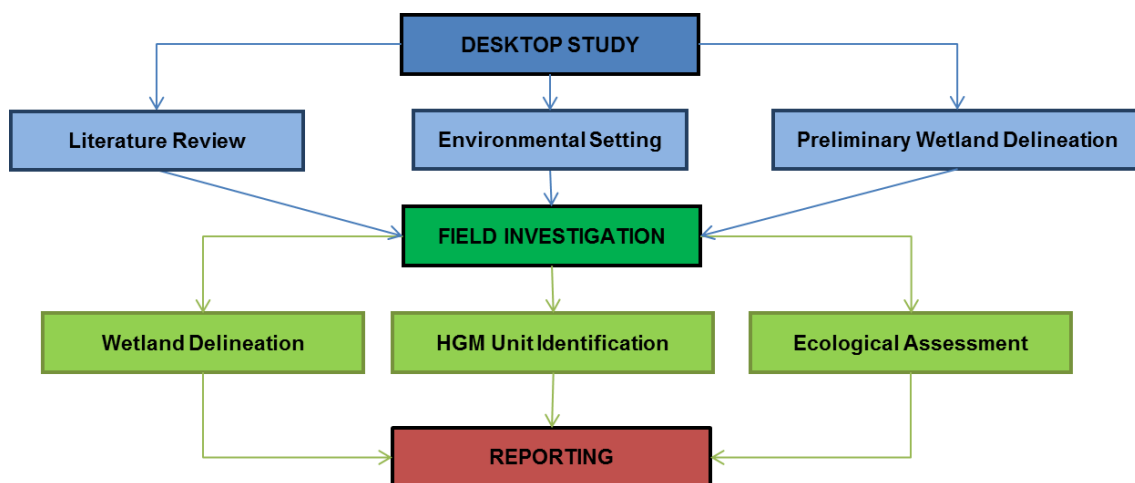 DESKTOP STUDY
Literature Review
Environmental Setting
Preliminary Wetland Delineation
FIELD INVESTIGATION
Wetland Delineation
HGM Unit Identification
Ecological Assessment
REPORTING